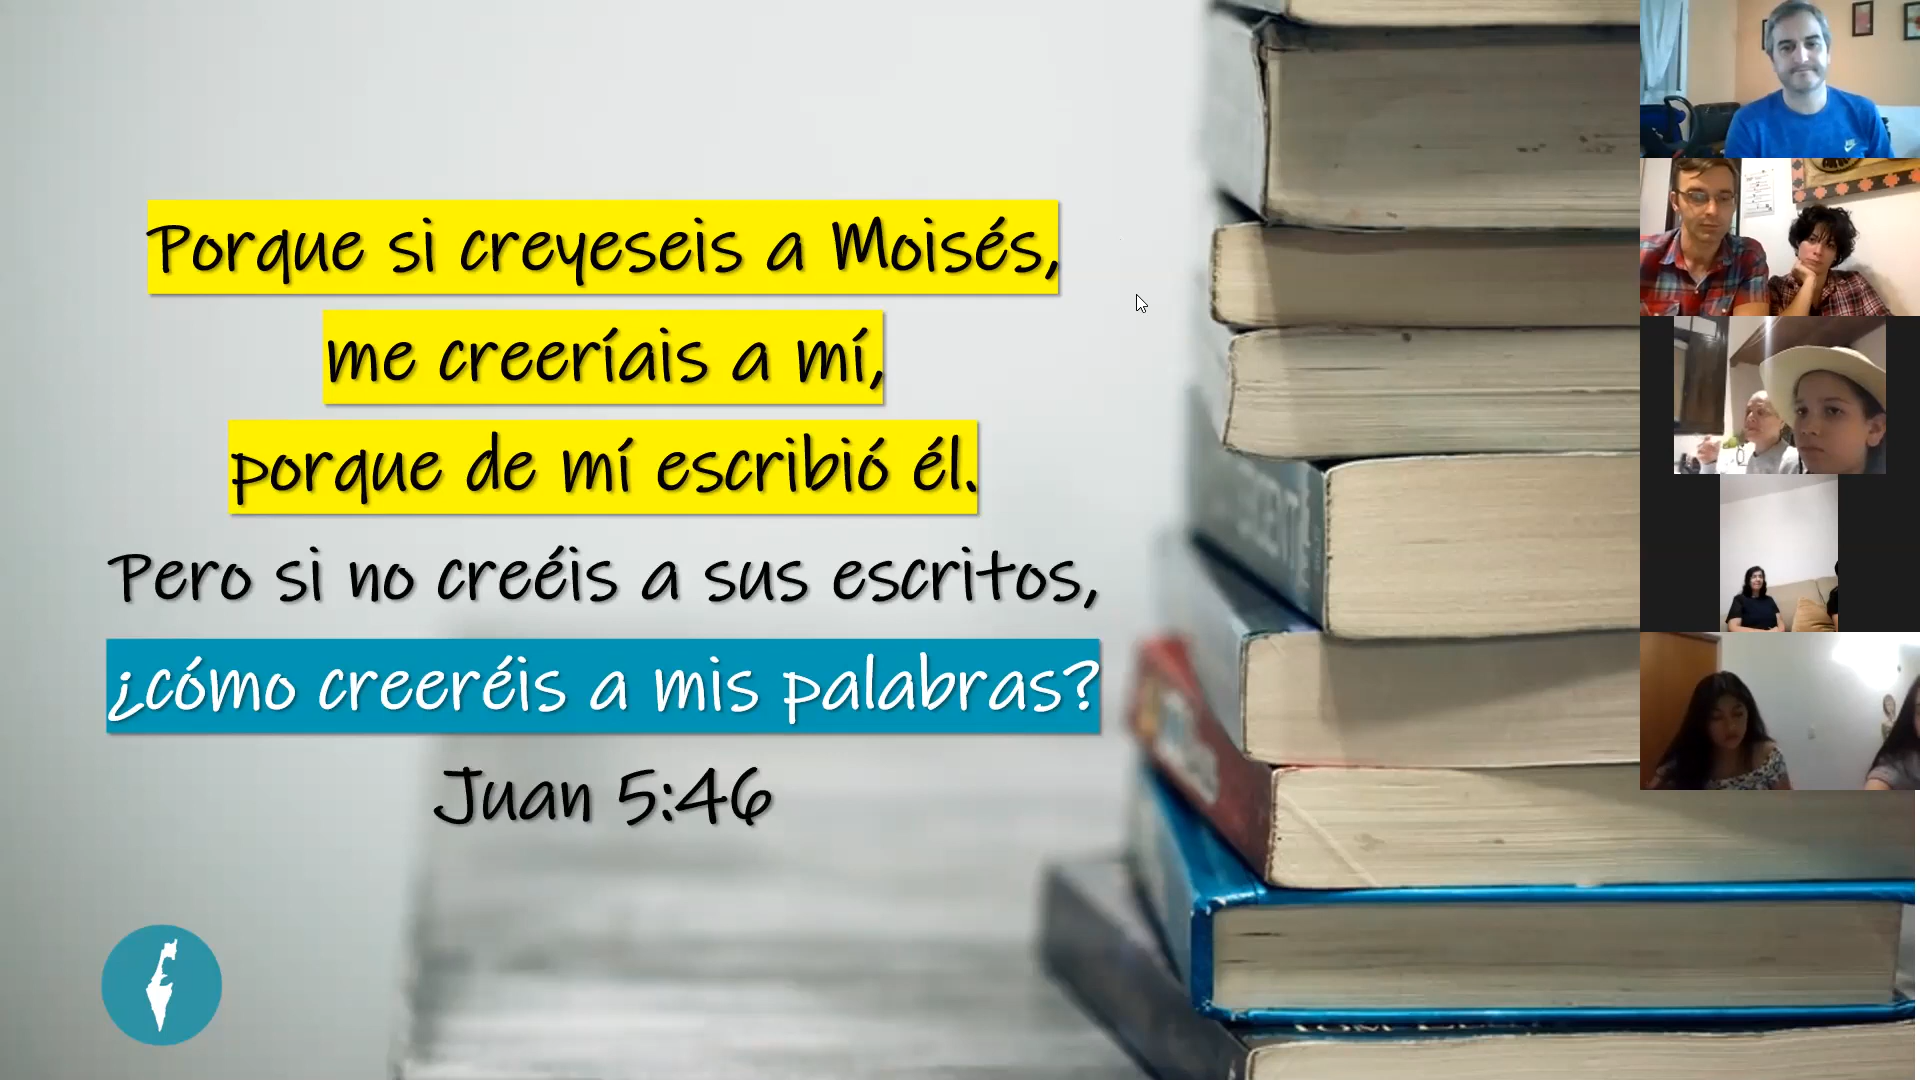 Porque si creyeseis a Moisés,
me creeríais a mí,
porque de mí escribió él.
Pero si no creéis a sus escritos,
¿cómo creeréis a mis palabras?
Juan 5:46